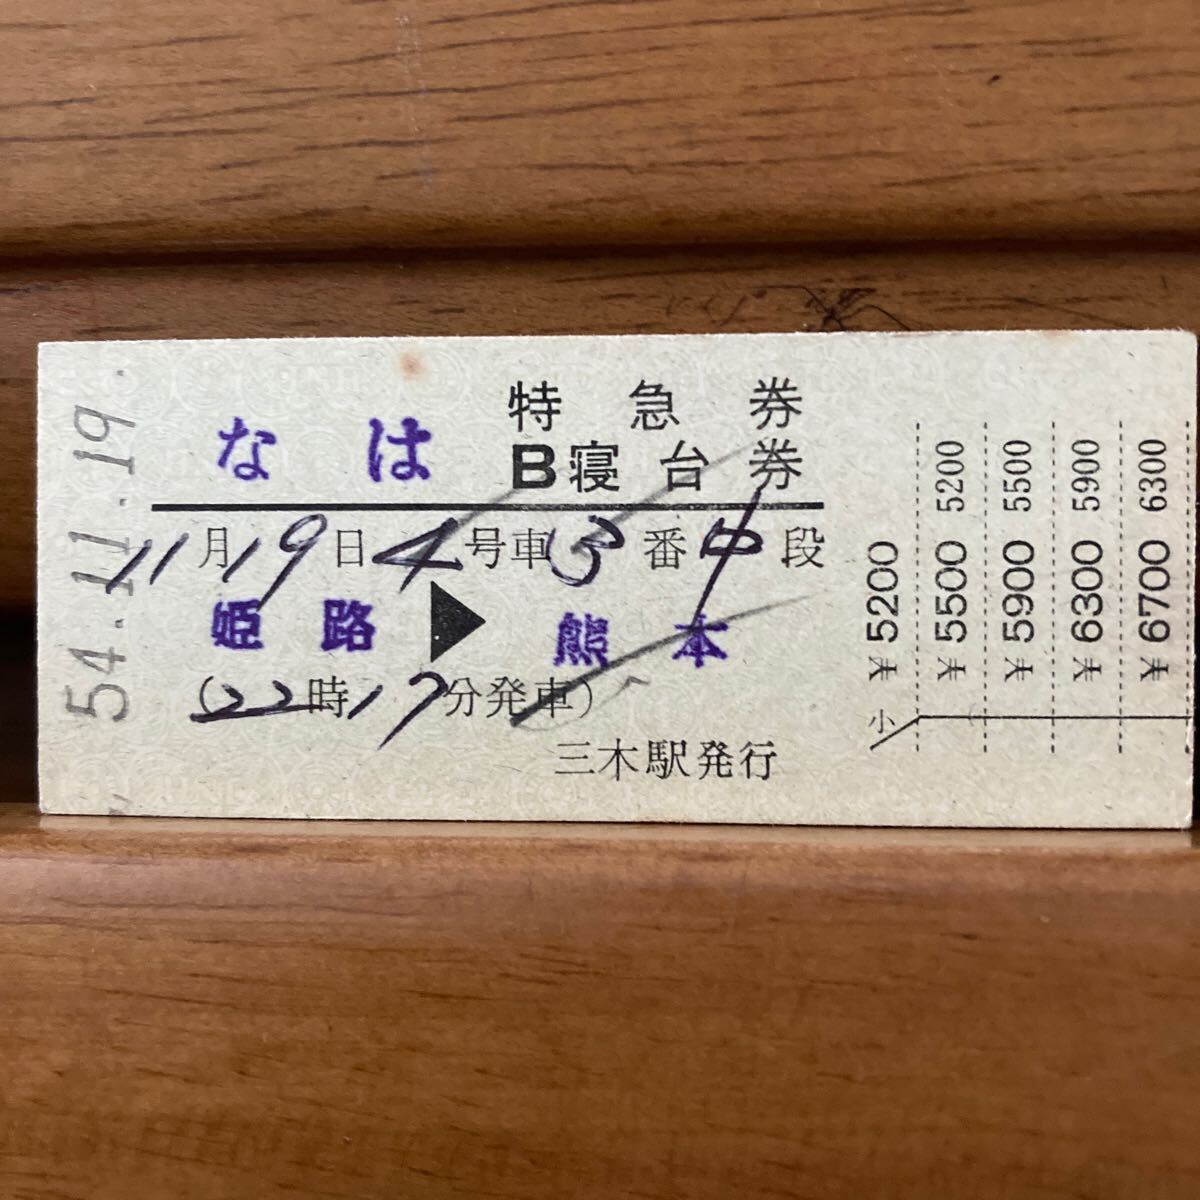 54.11.19.
なは 特急券
B寝台券
11月19日4号車3番中段
姫路▶熊本
(22時17分発車)
三木駅発行
小
¥5200
¥5500 5200
¥5900 5500
¥6300 5900
¥6700 6300